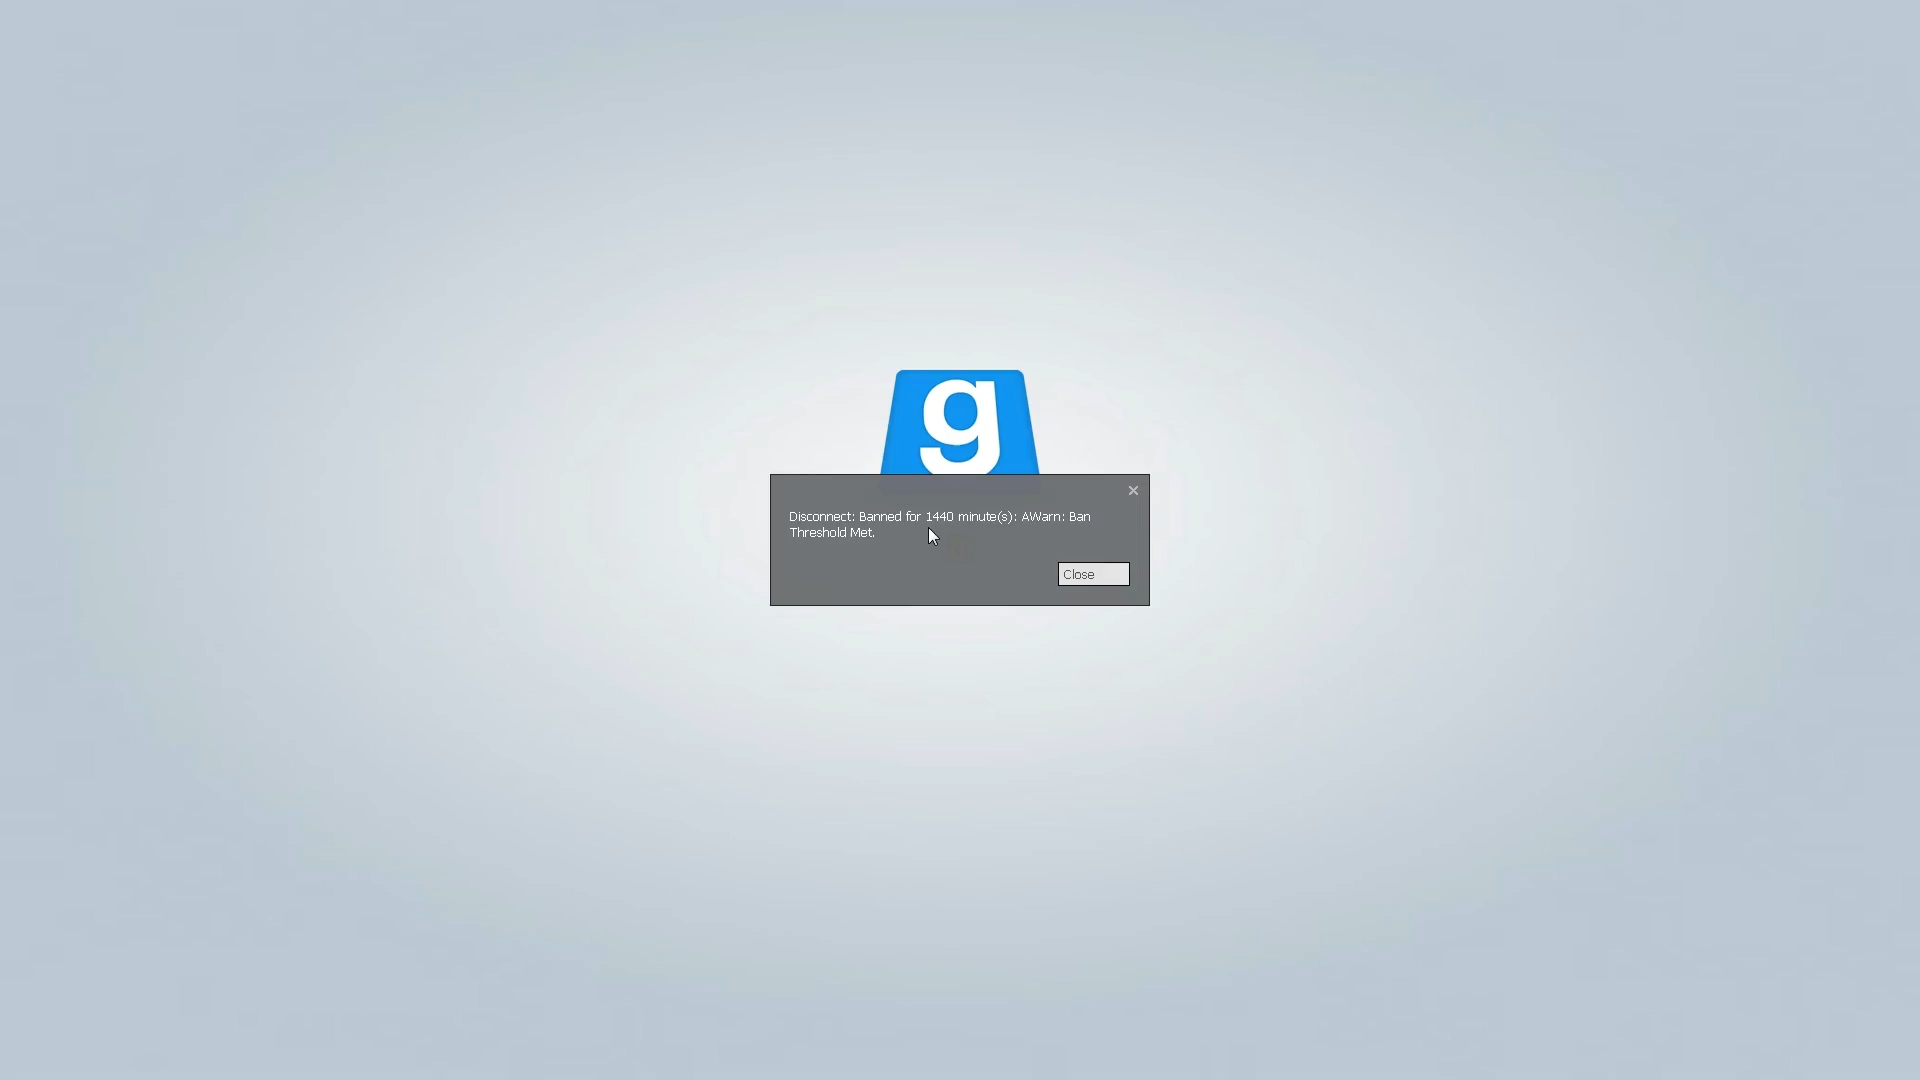 g
Disconnect: Banned for 1440 minute(s): AWarn: Ban
Threshold Met.
Close